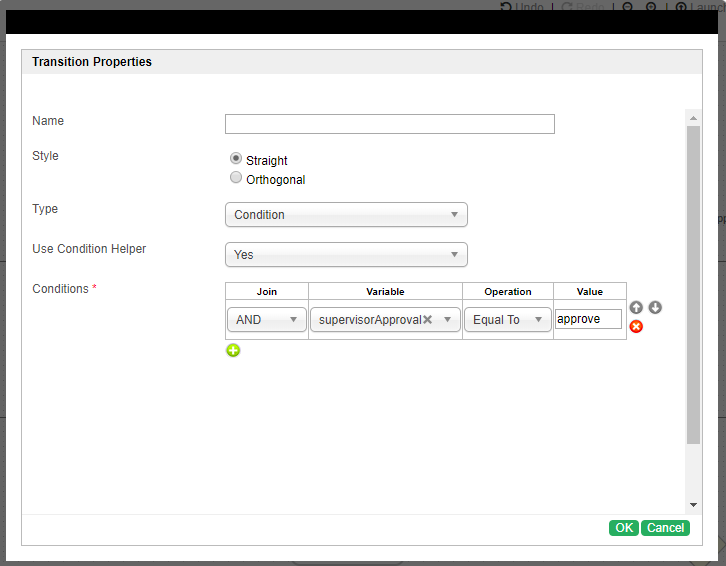 Undo | Redo | Launch
Transition Properties
Name
Style
Straight
Orthogonal
Type
Condition
Use Condition Helper
Yes
Conditions *
Join Variable Operation Value
AND supervisorApproval Equal To approve
OK Cancel